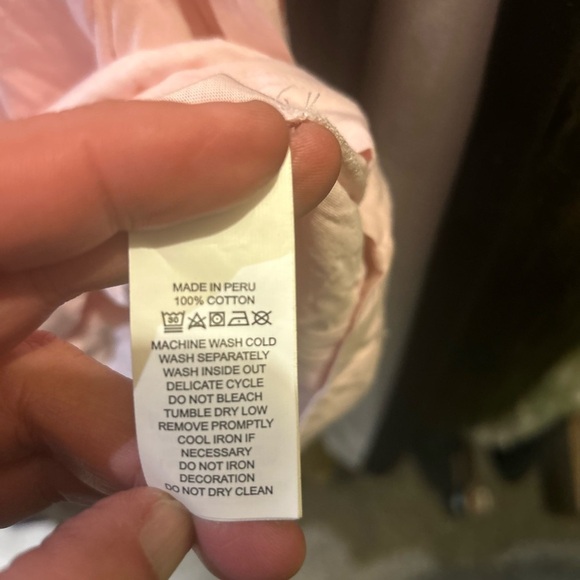 MADE IN PERU
100% COTTON
30
MACHINE WASH COLD
WASH SEPARATELY
WASH INSIDE OUT
DELICATE CYCLE
DO NOT BLEACH
TUMBLE DRY LOW
REMOVE PROMPTLY
COOL IRON IF
NECESSARY
DO NOT IRON
DECORATION
DO NOT DRY CLEAN